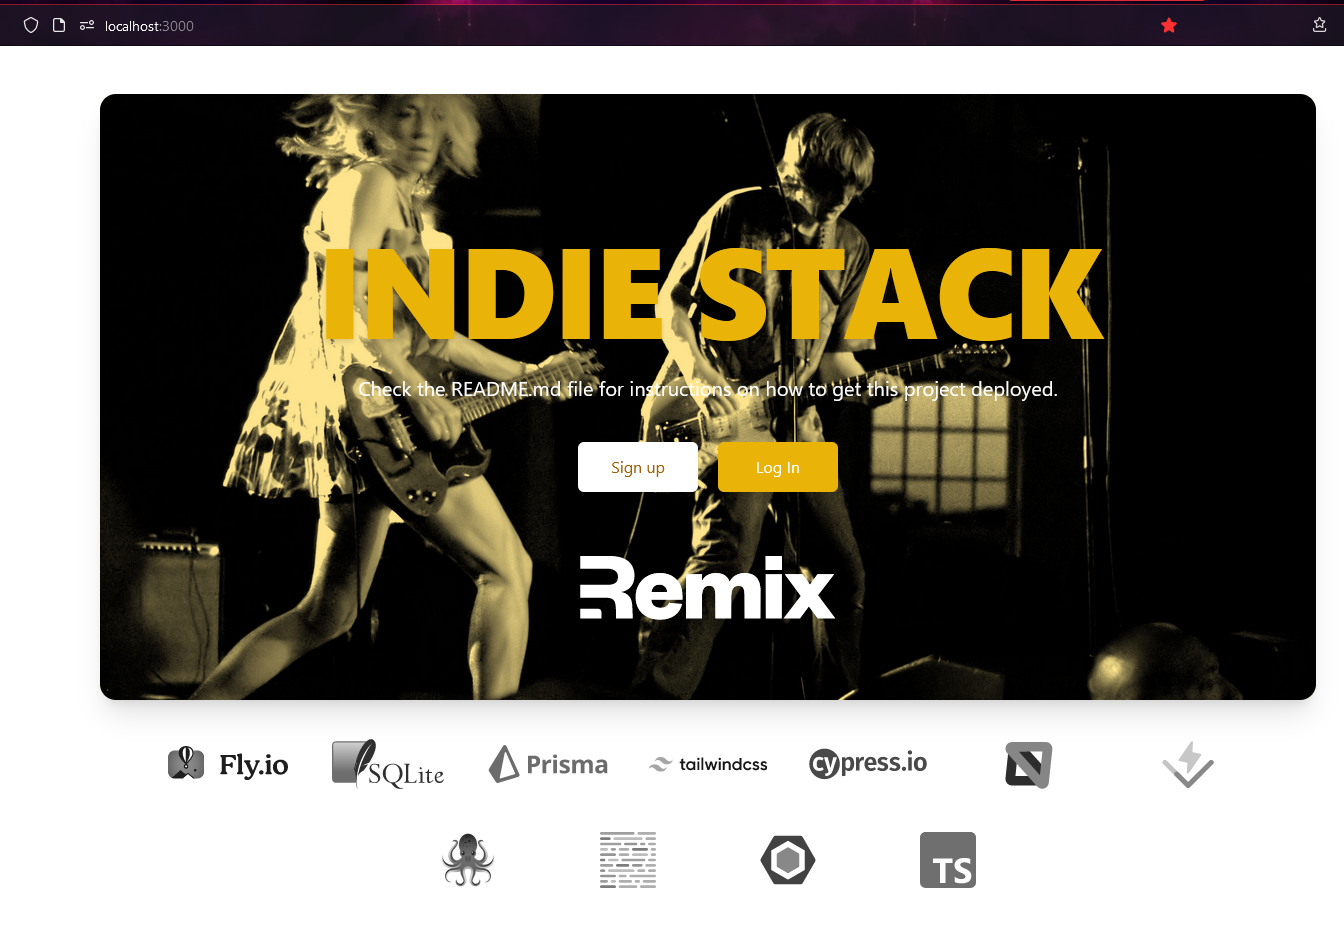 localhost:3000
INDIE STACK
Check the README.md file for instructions on how to get this project deployed.
Sign up
Log In
Remix
Fly.io
SQLite
Prisma
tailwindcss
cypress.io
TS